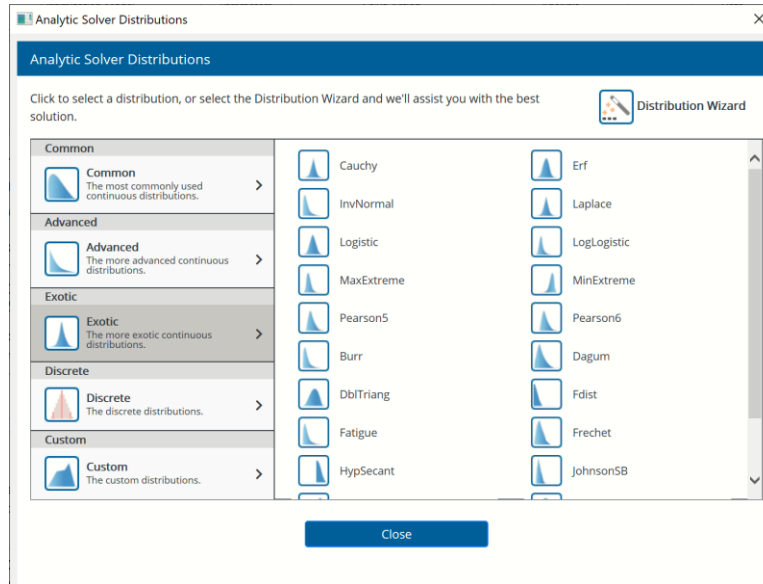 Analytic Solver Distributions
Analytic Solver Distributions
Click to select a distribution, or select the Distribution Wizard and we'll assist you with the best
solution.
Distribution Wizard
Common
Common
The most commonly used
continuous distributions.
Advanced
Advanced
The more advanced continuous
distributions.
Exotic
Exotic
The more exotic continuous
distributions.
Discrete
Discrete
The discrete distributions.
Custom
Custom
The custom distributions.
Cauchy
Erf
InvNormal
Laplace
Logistic
LogLogistic
MaxExtreme
MinExtreme
Pearson5
Pearson6
Burr
Dagum
DblTriang
Fdist
Fatigue
Frechet
HypSecant
JohnsonSB
Close